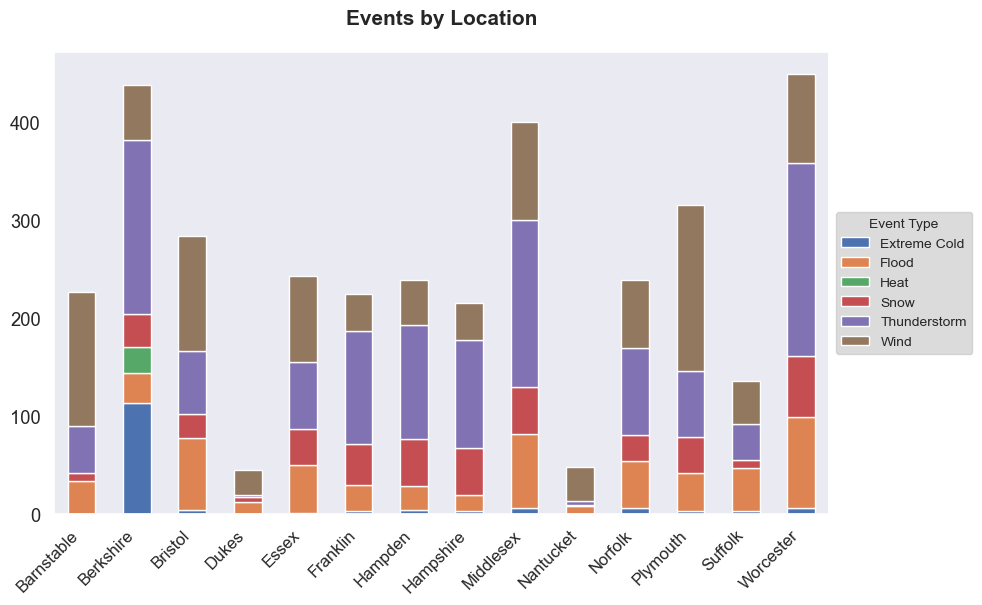 Events by Location
400
300
200
100
0
Barnstable
Berkshire
Bristol
Dukes
Essex
Franklin
Hampden
Hampshire
Middlesex
Nantucket
Norfolk
Plymouth
Suffolk
Worcester
Event Type
Extreme Cold
Flood
Heat
Snow
Thunderstorm
Wind